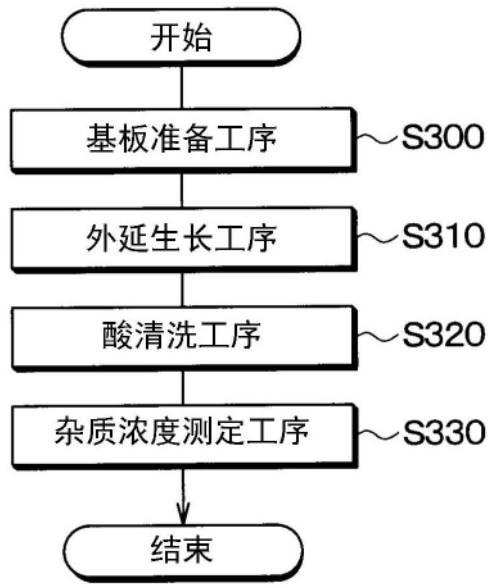 开始
基板准备工序 S300
外延生长工序 S310
酸清洗工序 S320
杂质浓度测定工序 S330
结束